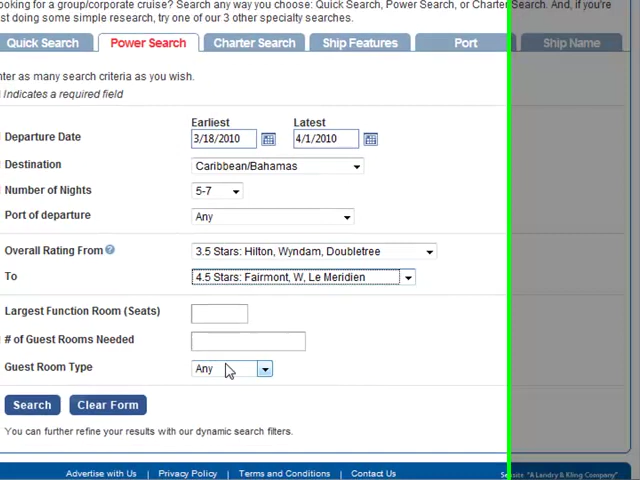 ooking for a group/corporate cruise? Search any way you choose: Quick Search, Power Search, or Charter Search. And, if you're
st doing some simple research, try one of our 3 other specialty searches.
Quick Search Power Search Charter Search Ship Features Port Ship Name
nter as many search criteria as you wish.
Indicates a required field
Earliest Latest
Departure Date 3/18/2010 4/1/2010
Destination Caribbean/Bahamas
Number of Nights 5-7
Port of departure Any
Overall Rating From ? 3.5 Stars: Hilton, Wyndam, Doubletree
To 4.5 Stars: Fairmont, W, Le Meridien
Largest Function Room (Seats)
# of Guest Rooms Needed
Guest Room Type Any
Search Clear Form
You can further refine your results with our dynamic search filters.
Advertise with Us | Privacy Policy | Terms and Conditions | Contact Us "A Landry & Kling Company"